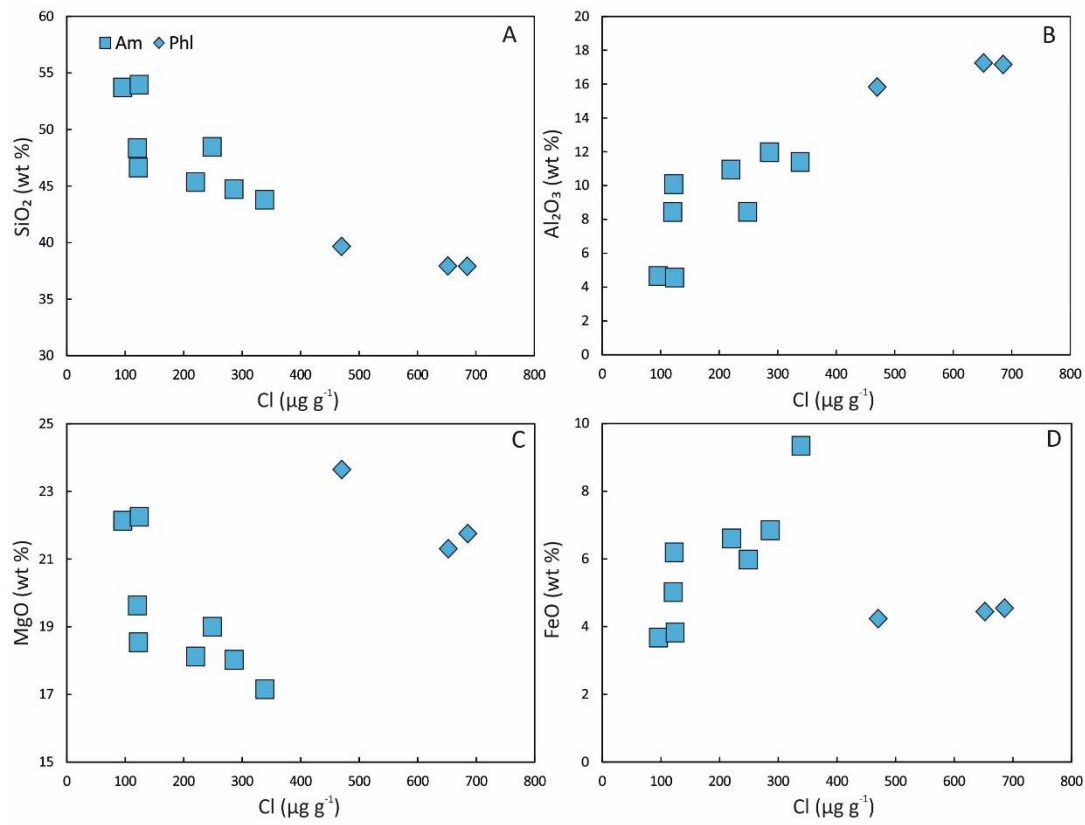 A
Am Phl
SiO₂ (wt %)
60
55
50
45
40
35
30
0 100 200 300 400 500 600 700 800
Cl (µg g⁻¹)
B
Al₂O₃ (wt %)
20
18
16
14
12
10
8
6
4
2
0
0 100 200 300 400 500 600 700 800
Cl (µg g⁻¹)
C
MgO (wt %)
25
23
21
19
17
15
0 100 200 300 400 500 600 700 800
Cl (µg g⁻¹)
D
FeO (wt %)
10
8
6
4
2
0
0 100 200 300 400 500 600 700 800
Cl (µg g⁻¹)